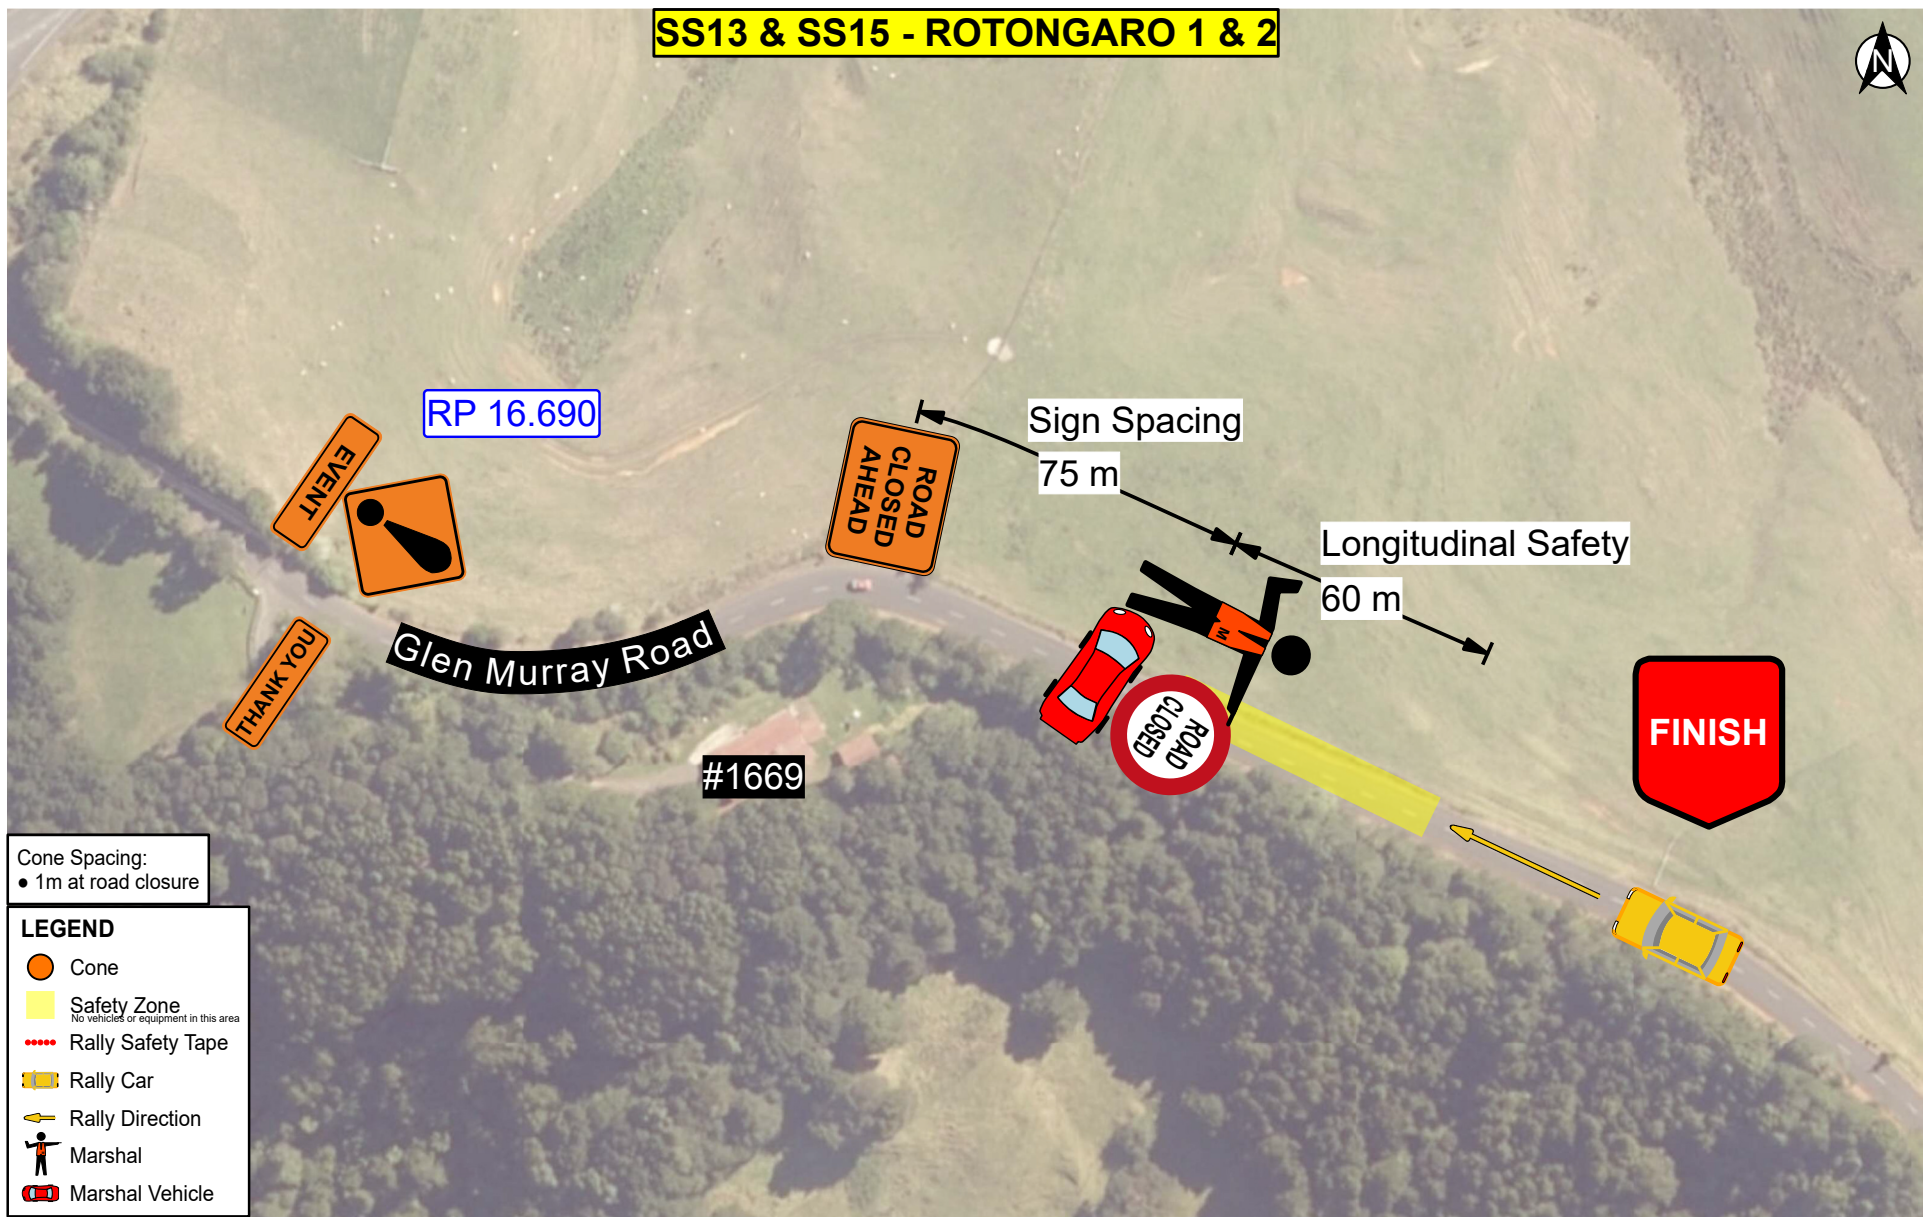 SS13 & SS15 - ROTONGARO 1 & 2
N
RP 16.690
EVENT
THANK YOU
Glen Murray Road
#1669
ROAD
CLOSED
AHEAD
Sign Spacing
75 m
Longitudinal Safety
60 m
M
ROAD
CLOSED
FINISH
Cone Spacing:
● 1m at road closure
LEGEND
Cone
Safety Zone
No vehicles or equipment in this area
Rally Safety Tape
Rally Car
Rally Direction
Marshal
Marshal Vehicle